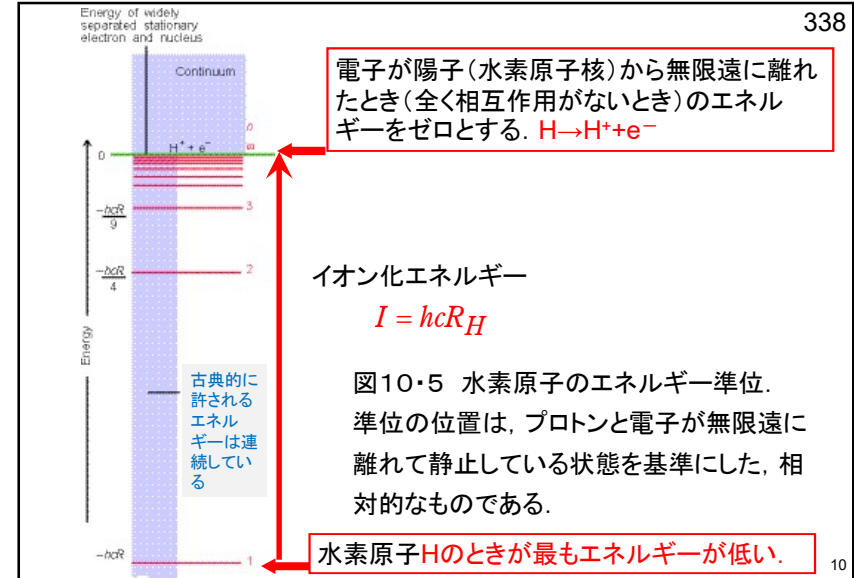 Energy of widely
separated stationary
electron and nucleus
338
Continuum
電子が陽子(水素原子核)から無限遠に離れ
たとき(全く相互作用がないとき)のエネル
ギーをゼロとする. H→H⁺+e⁻
H⁺ + e⁻
∞
0
-hcR
9
3
-hcR
4
2
イオン化エネルギー
I = hcR_H
Energy
古典的に
許される
エネル
ギーは連
続してい
る
図10・5 水素原子のエネルギー準位.
準位の位置は, プロトンと電子が無限遠に
離れて静止している状態を基準にした, 相
対的なものである.
-hcR
1
水素原子Hのときが最もエネルギーが低い.
10